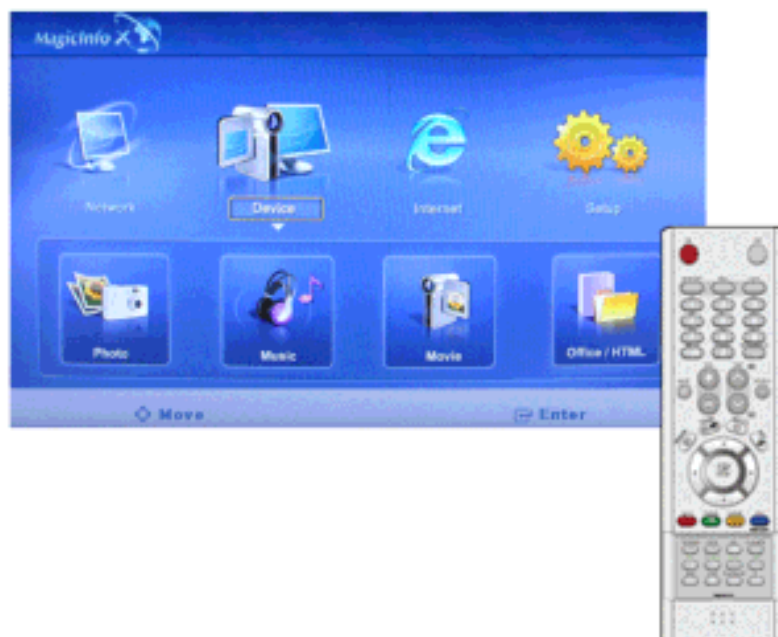 MagicInfo X
Network Device Internet Setup
Photo Music Movie Office / HTML
Move Enter